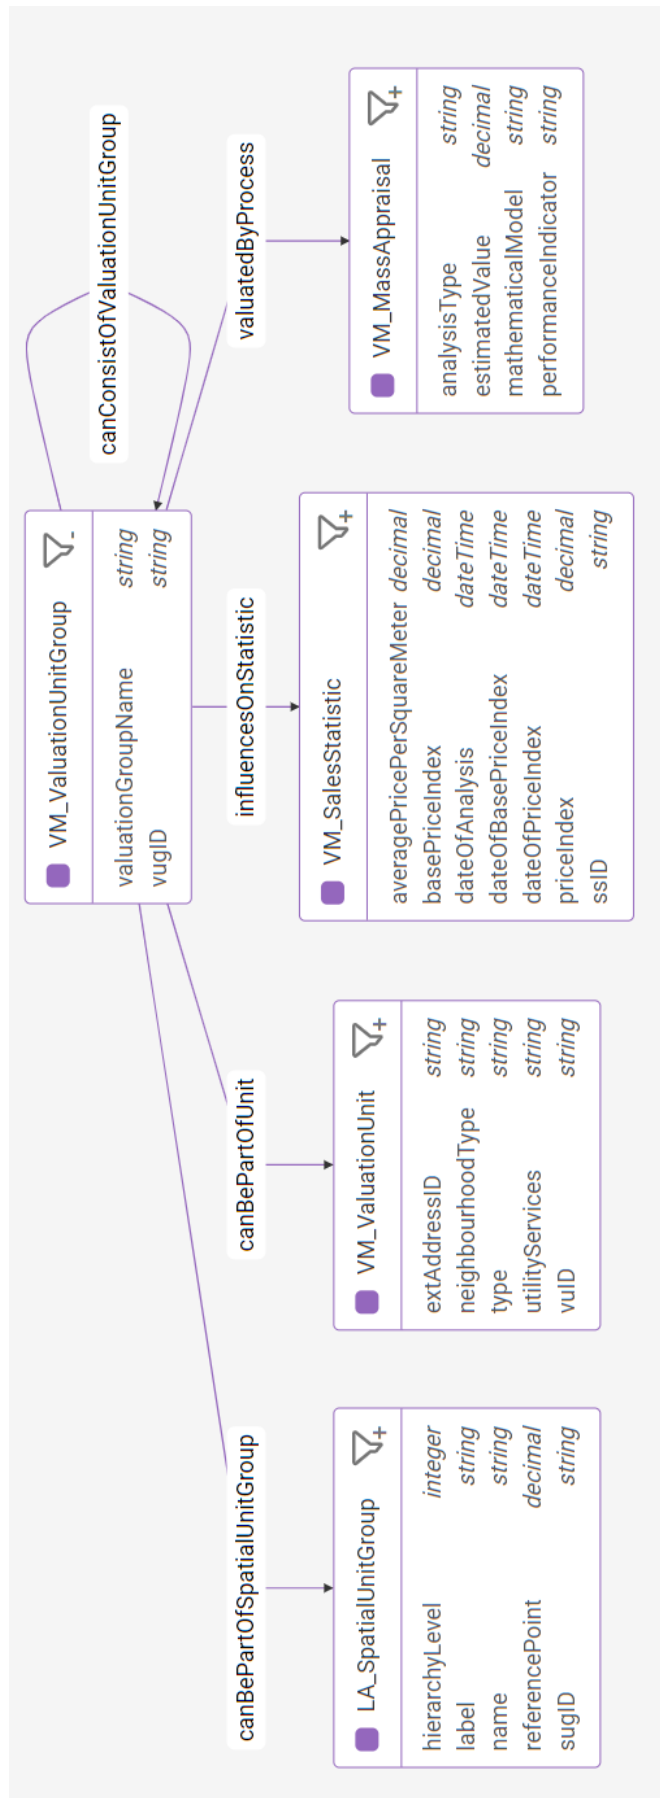 VM_ValuationUnitGroup
valuationGroupName string
vugID string
canConsistOfValuationUnitGroup
canBePartOfSpatialUnitGroup
canBePartOfUnit
influencesOnStatistic
valuatedByProcess
LA_SpatialUnitGroup
hierarchyLevel integer
label string
name string
referencePoint decimal
sugID string
VM_ValuationUnit
extAddressID string
neighbourhoodType string
type string
utilityServices string
vuID string
VM_SalesStatistic
averagePricePerSquareMeter decimal
basePriceIndex decimal
dateOfAnalysis dateTime
dateOfBasePriceIndex dateTime
dateOfPriceIndex dateTime
priceIndex decimal
ssID string
VM_MassAppraisal
analysisType string
estimatedValue decimal
mathematicalModel string
performanceIndicator string